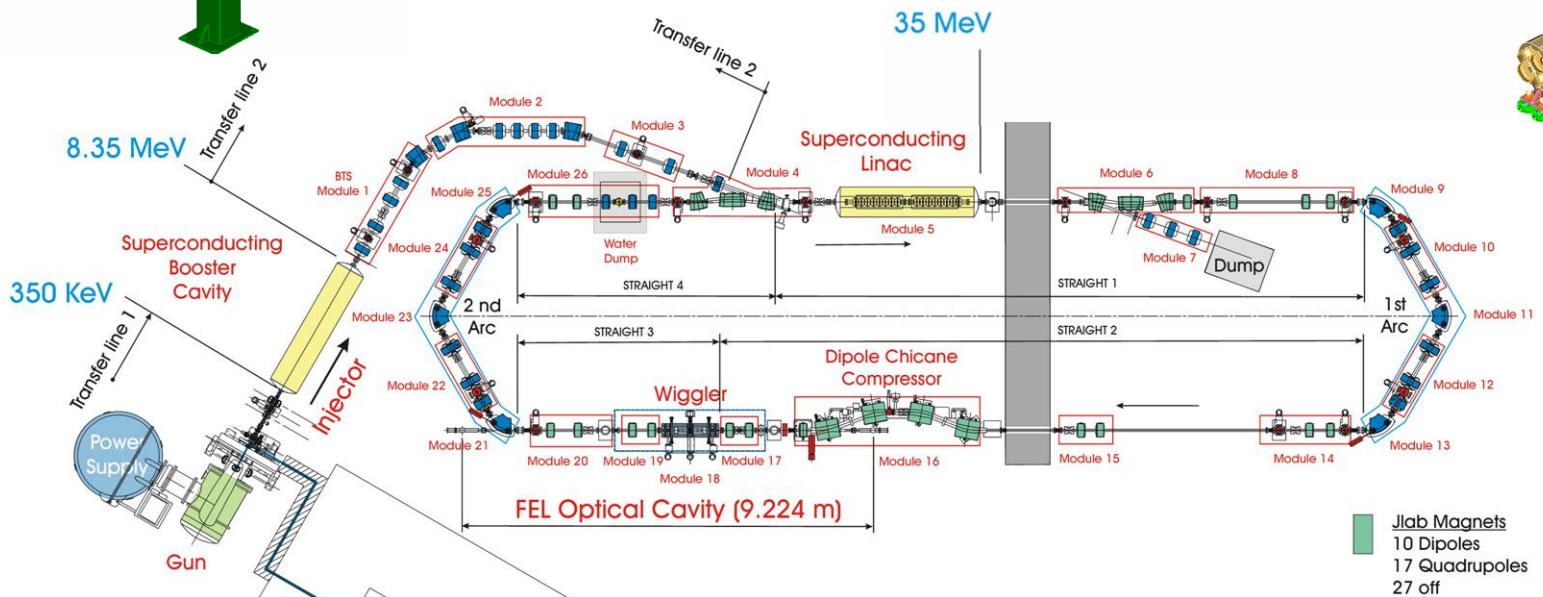 35 MeV
Transfer line 2
Transfer line 2
8.35 MeV
Module 2
Module 3
Superconducting
Linac
BTS
Module 1
Module 25
Module 26
Module 4
Module 6
Module 8
Module 9
Module 5
Module 24
Water
Dump
Module 7
Dump
Module 10
Superconducting
Booster
Cavity
350 KeV
STRAIGHT 4
STRAIGHT 1
Module 23
2 nd
Arc
1st
Arc
Module 11
STRAIGHT 3
STRAIGHT 2
Transfer line 1
Injector
Module 22
Wiggler
Dipole Chicane
Compressor
Module 12
Power
Supply
Module 21
Module 20
Module 19
Module 18
Module 17
Module 16
Module 15
Module 14
Module 13
FEL Optical Cavity (9.224 m)
Gun
Jlab Magnets
10 Dipoles
17 Quadrupoles
27 off